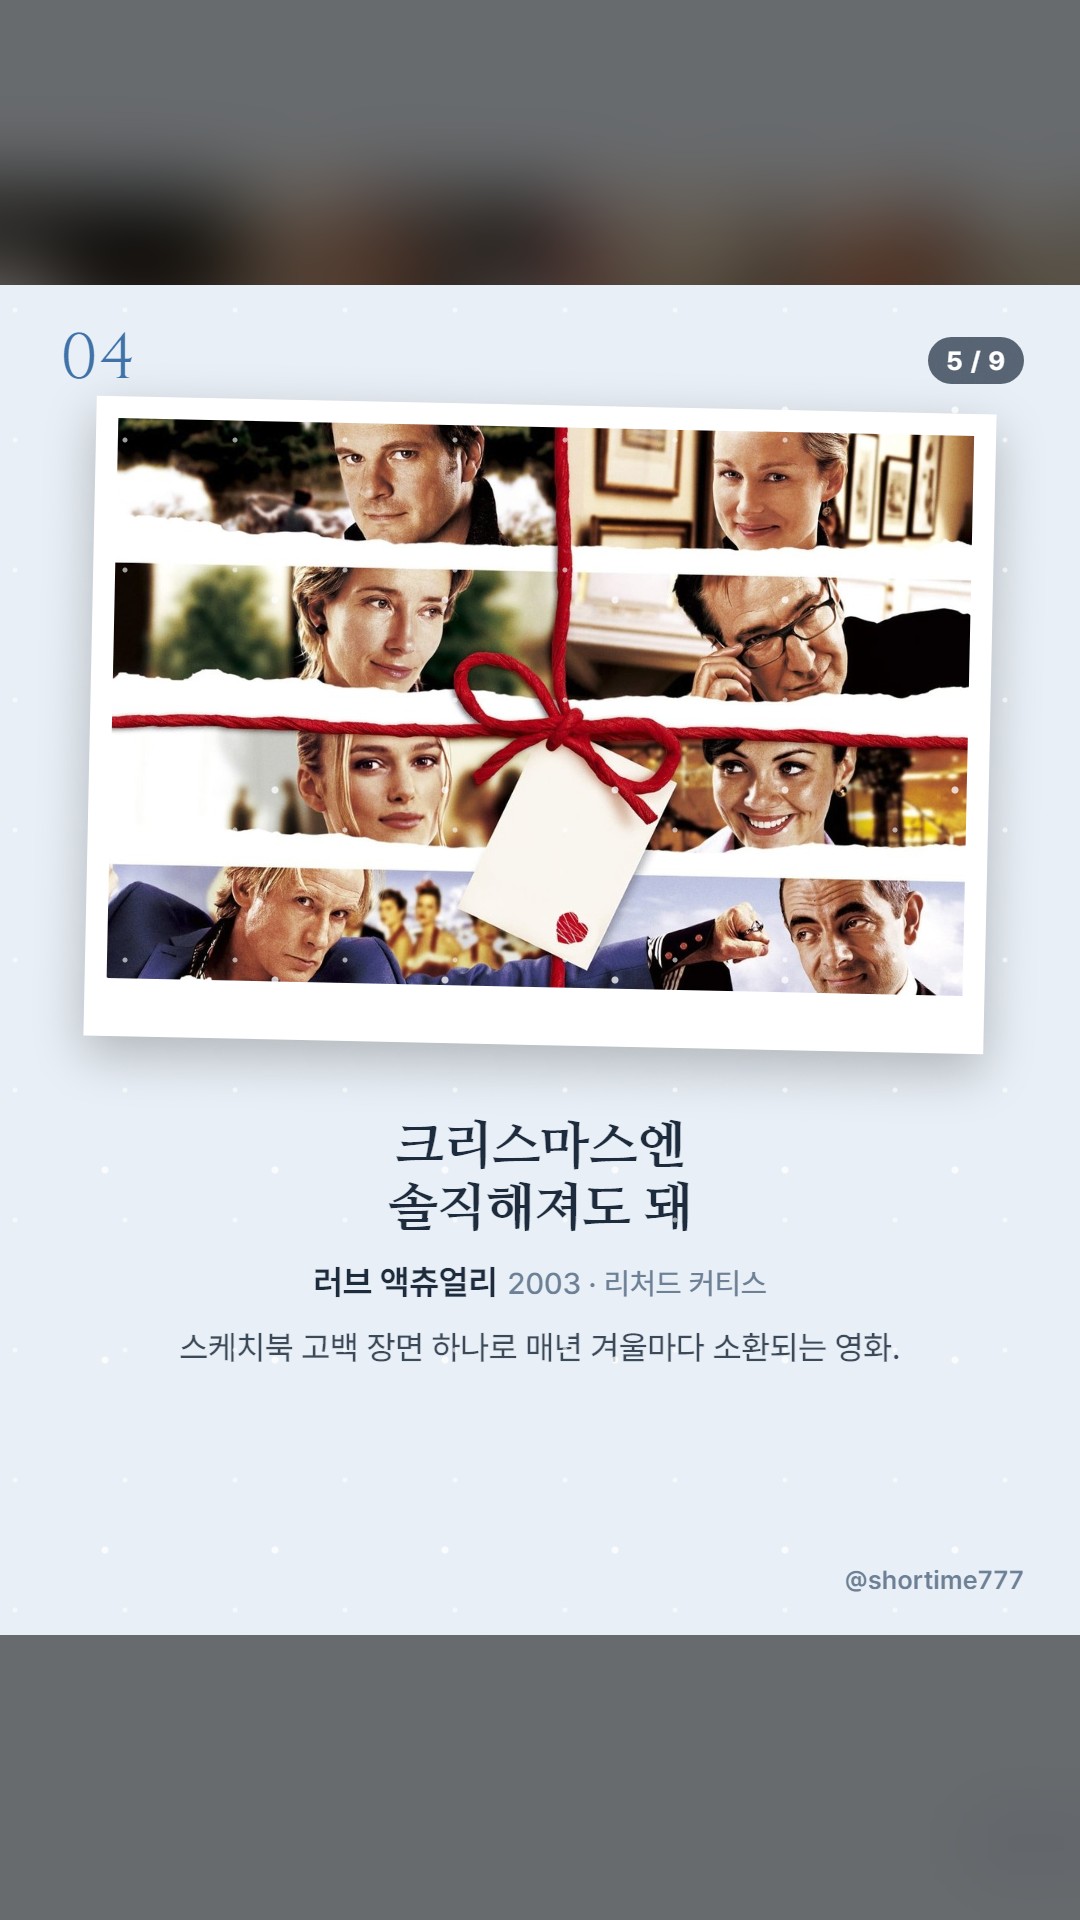 04
5 / 9
크리스마스엔
솔직해져도 돼
러브 액츄얼리 2003 · 리처드 커티스
스케치북 고백 장면 하나로 매년 겨울마다 소환되는 영화.
@shortime777